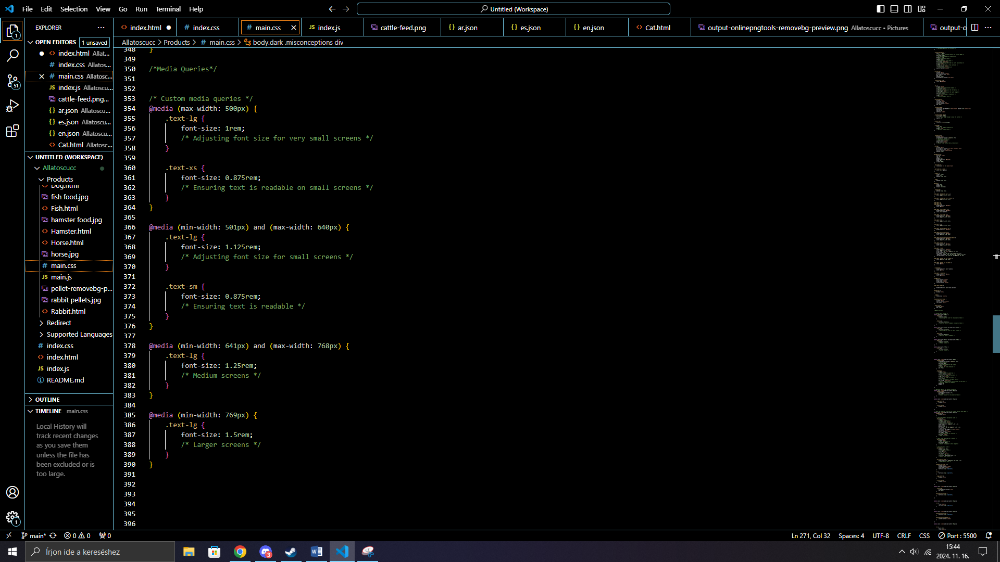 File Edit Selection View Go Run Terminal Help
Untitled (Workspace)
EXPLORER
index.html
index.css
main.css
index.js
cattle-feed.png
ar.json
es.json
en.json
Cat.html
output-onlinepngtools-removebg-preview.png Allatoscucc • Pictures
output-o
OPEN EDITORS 1 unsaved
Allatoscucc > Products > # main.css > body.dark .misconceptions div
index.html Allat...
index.css Allatos...
main.css Allatosc...
index.js Allatoscu...
cattle-feed.png...
ar.json Allatoscu...
es.json Allatoscu...
en.json Allatoscu...
Cat.html Allatosc...
UNTITLED (WORKSPACE)
Allatoscucc
Products
Dog.html
fish food.jpg
Fish.html
hamster food.jpg
Hamster.html
Horse.html
horse.jpg
main.css
main.js
pellet-removebg-p...
rabbit pellets.jpg
Rabbit.html
Redirect
Supported Languages
index.css
index.html
index.js
README.md
OUTLINE
TIMELINE main.css
Local History will
track recent changes
as you save them
unless the file has
been excluded or is
too large.
348 }
349
350 /*Media Queries*/
351
352
353 /* Custom media queries */
354 @media (max-width: 500px) {
355 .text-lg {
356 font-size: 1rem;
357 /* Adjusting font size for very small screens */
358 }
359
360 .text-xs {
361 font-size: 0.875rem;
362 /* Ensuring text is readable on small screens */
363 }
364 }
365
366 @media (min-width: 501px) and (max-width: 640px) {
367 .text-lg {
368 font-size: 1.125rem;
369 /* Adjusting font size for small screens */
370 }
371
372 .text-sm {
373 font-size: 0.875rem;
374 /* Ensuring text is readable */
375 }
376 }
377
378 @media (min-width: 641px) and (max-width: 768px) {
379 .text-lg {
380 font-size: 1.25rem;
381 /* Medium screens */
382 }
383 }
384
385 @media (min-width: 769px) {
386 .text-lg {
387 font-size: 1.5rem;
388 /* Larger screens */
389 }
390 }
391
392
393
394
395
396
main* 0 0 0
Ln 271, Col 32 Spaces: 4 UTF-8 CRLF CSS Port : 5500
Írjon ide a kereséshez
15:44
2024. 11. 16.